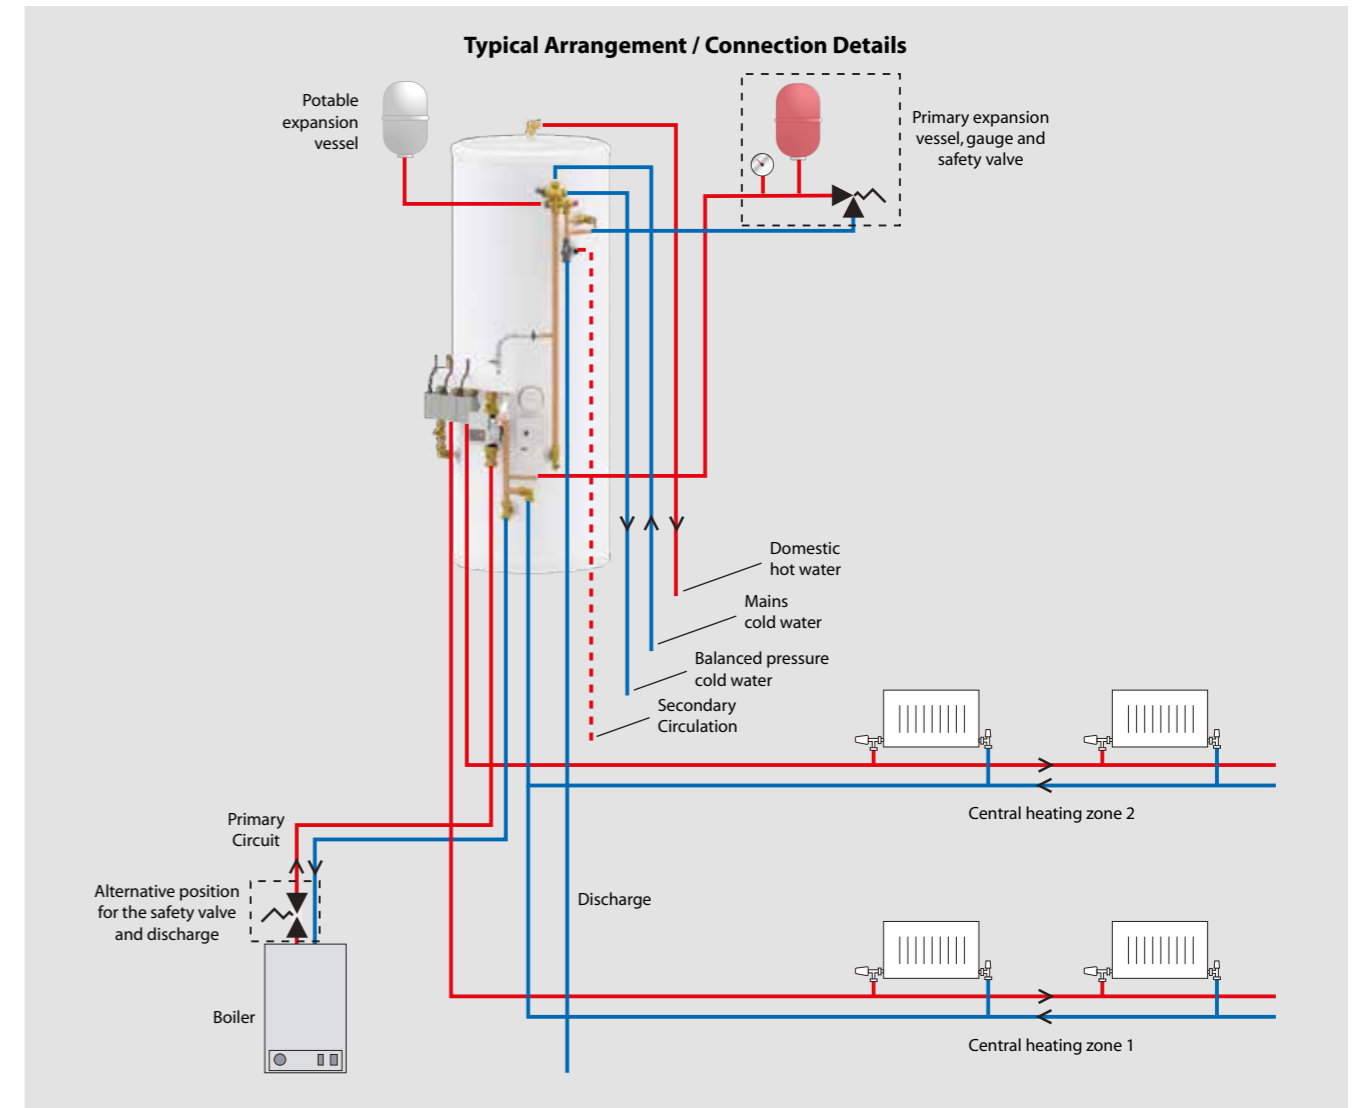 Typical Arrangement / Connection Details
Potable
expansion
vessel
Primary expansion
vessel, gauge and
safety valve
Domestic
hot water
Mains
cold water
Balanced pressure
cold water
Secondary
Circulation
Central heating zone 2
Primary
Circuit
Alternative position
for the safety valve
and discharge
Discharge
Boiler
Central heating zone 1